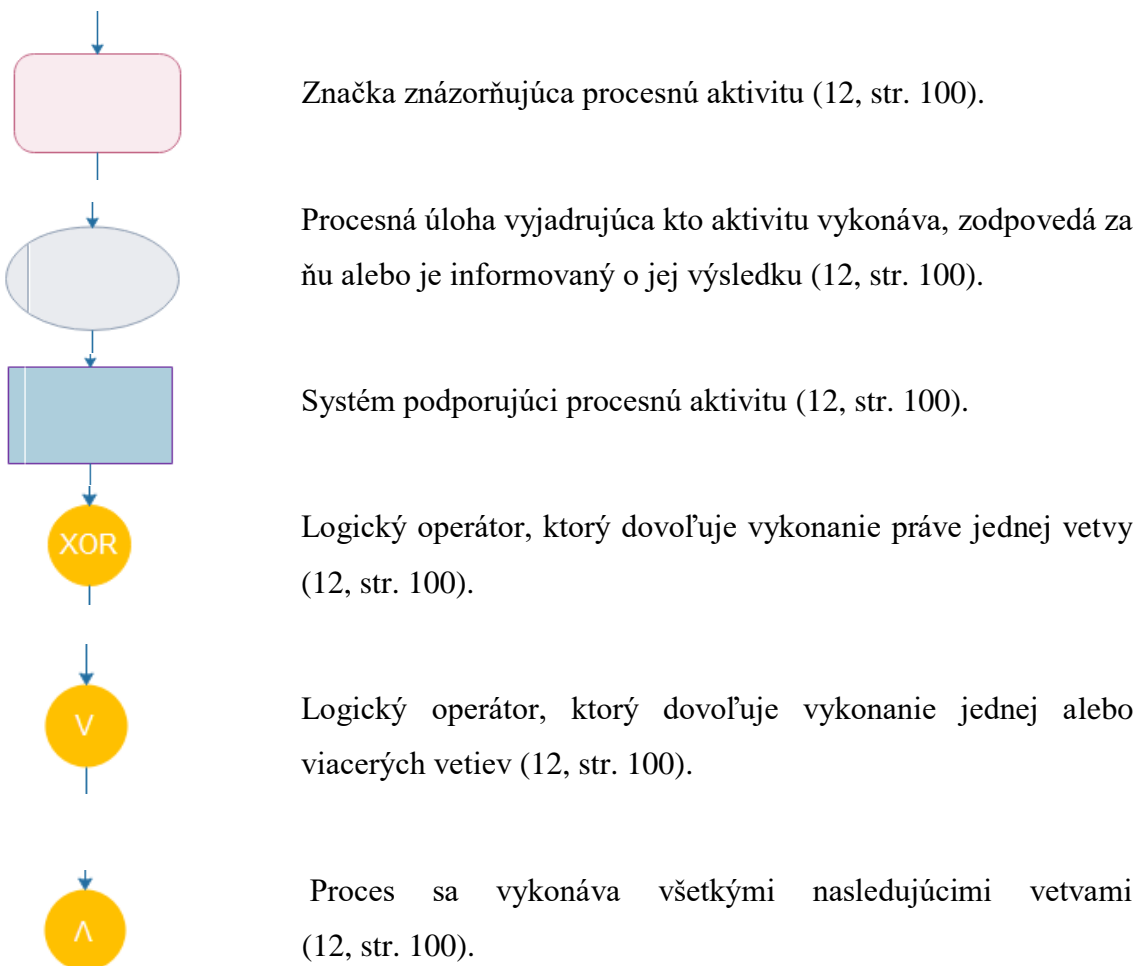 Značka znázorňujúca procesnú aktivitu (12, str. 100).
Procesná úloha vyjadrujúca kto aktivitu vykonáva, zodpovedá za
ňu alebo je informovaný o jej výsledku (12, str. 100).
Systém podporujúci procesnú aktivitu (12, str. 100).
XOR
Logický operátor, ktorý dovoľuje vykonanie práve jednej vetvy
(12, str. 100).
V
Logický operátor, ktorý dovoľuje vykonanie jednej alebo
viacerých vetiev (12, str. 100).
Λ
Proces sa vykonáva všetkými nasledujúcimi vetvami
(12, str. 100).